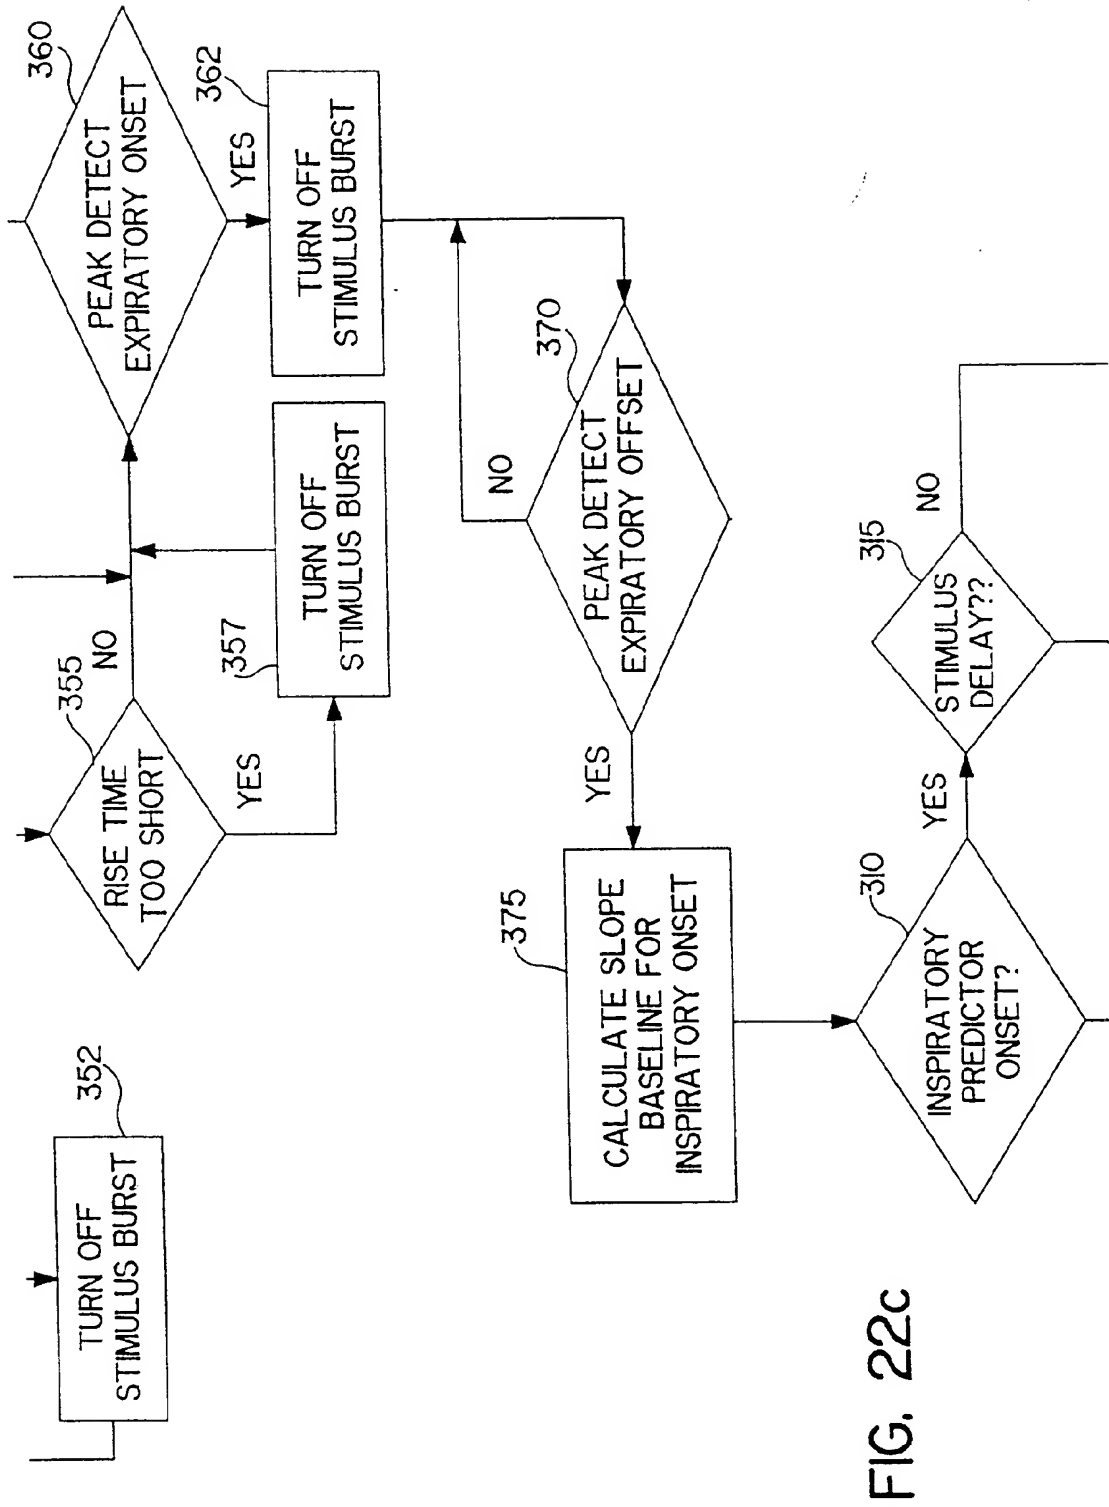 352
TURN OFF
STIMULUS BURST
355
RISE TIME
TOO SHORT
NO
YES
357
TURN OFF
STIMULUS BURST
360
PEAK DETECT
EXPIRATORY ONSET
YES
362
TURN OFF
STIMULUS BURST
370
PEAK DETECT
EXPIRATORY OFFSET
NO
YES
375
CALCULATE SLOPE
BASELINE FOR
INSPIRATORY ONSET
310
INSPIRATORY
PREDICTOR
ONSET?
YES
315
STIMULUS
DELAY??
NO
FIG. 22c